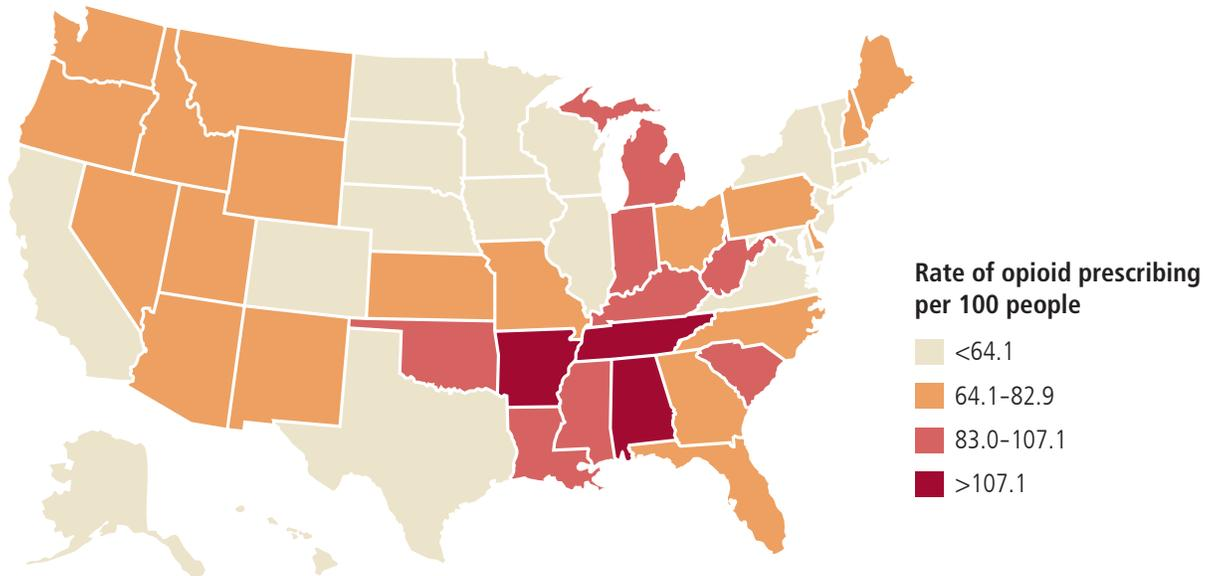 Rate of opioid prescribing
per 100 people
<64.1
64.1–82.9
83.0–107.1
>107.1